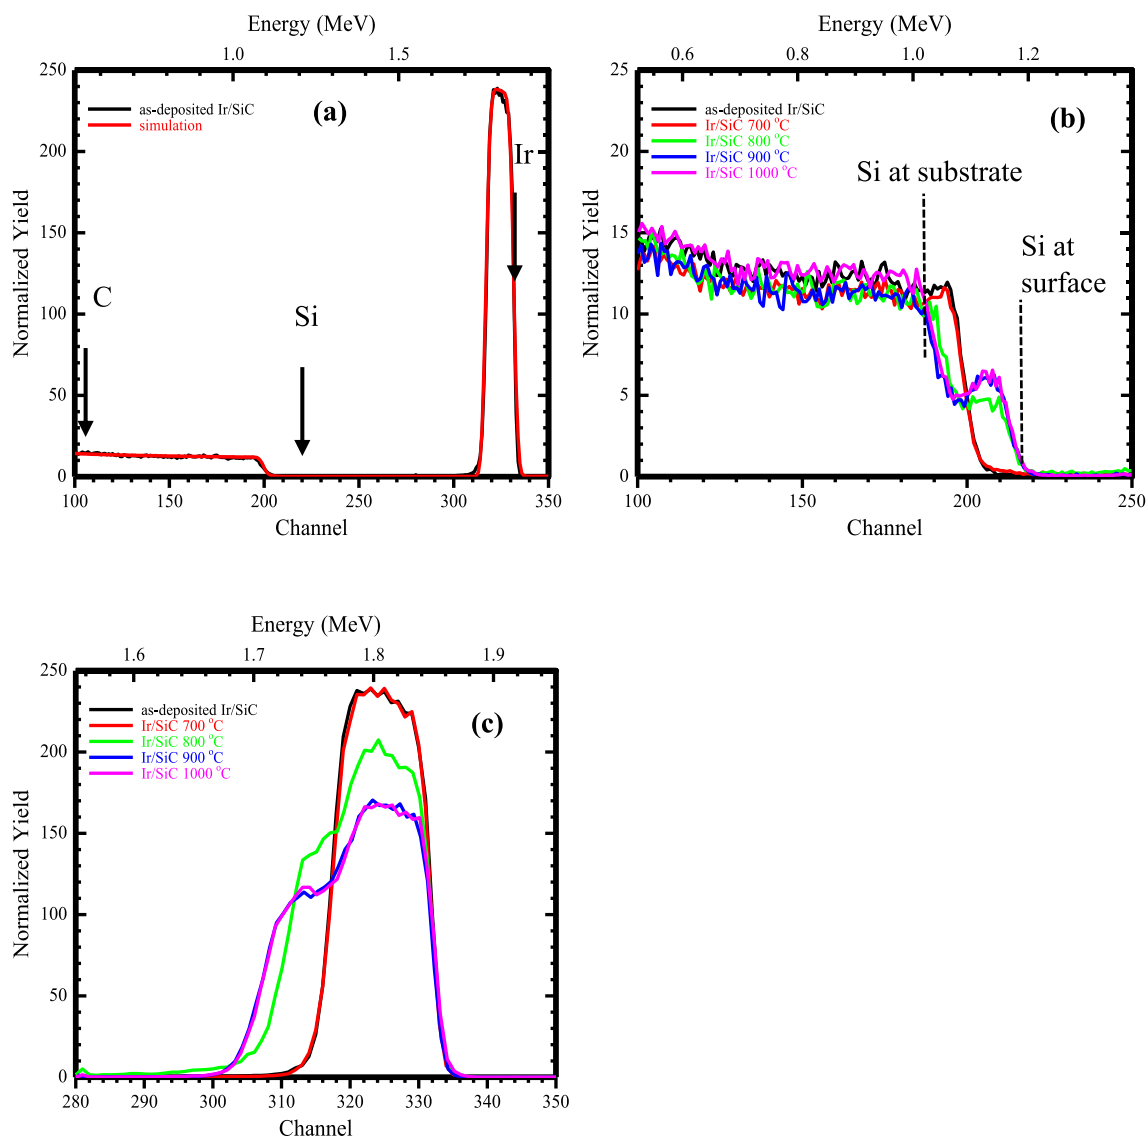 Energy (MeV)
1.0
1.5
250
200
150
100
50
0
as-deposited Ir/SiC
simulation
(a)
Ir
C
Si
Normalized Yield
100
150
200
250
300
350
Channel
Energy (MeV)
0.6
0.8
1.0
1.2
25
20
15
10
5
0
as-deposited Ir/SiC
Ir/SiC 700 °C
Ir/SiC 800 °C
Ir/SiC 900 °C
Ir/SiC 1000 °C
(b)
Si at substrate
Si at
surface
Normalized Yield
100
150
200
250
Channel
Energy (MeV)
1.6
1.7
1.8
1.9
250
200
150
100
50
0
as-deposited Ir/SiC
Ir/SiC 700 °C
Ir/SiC 800 °C
Ir/SiC 900 °C
Ir/SiC 1000 °C
(c)
Normalized Yield
280
290
300
310
320
330
340
350
Channel